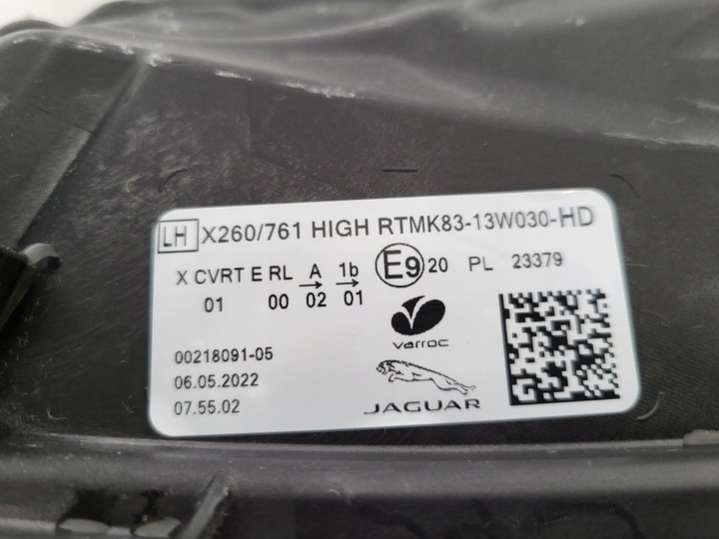 LH X260/761 HIGH RTMK83-13W030-HD
X CVRT E RL A → 1b → E9 20 PL 23379
01 00 02 01
varroc
00218091-05
06.05.2022
JAGUAR
07.55.02